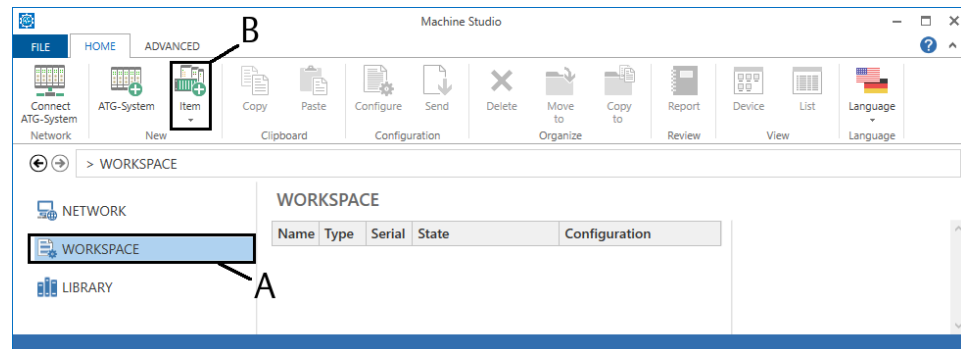 Machine Studio
B
FILE HOME ADVANCED
Connect ATG-System Item Copy Paste Configure Send Delete Move Copy Report Device List Language
ATG-System to to
Network New Clipboard Configuration Organize Review View Language
> WORKSPACE
NETWORK
WORKSPACE
Name Type Serial State Configuration
WORKSPACE
A
LIBRARY